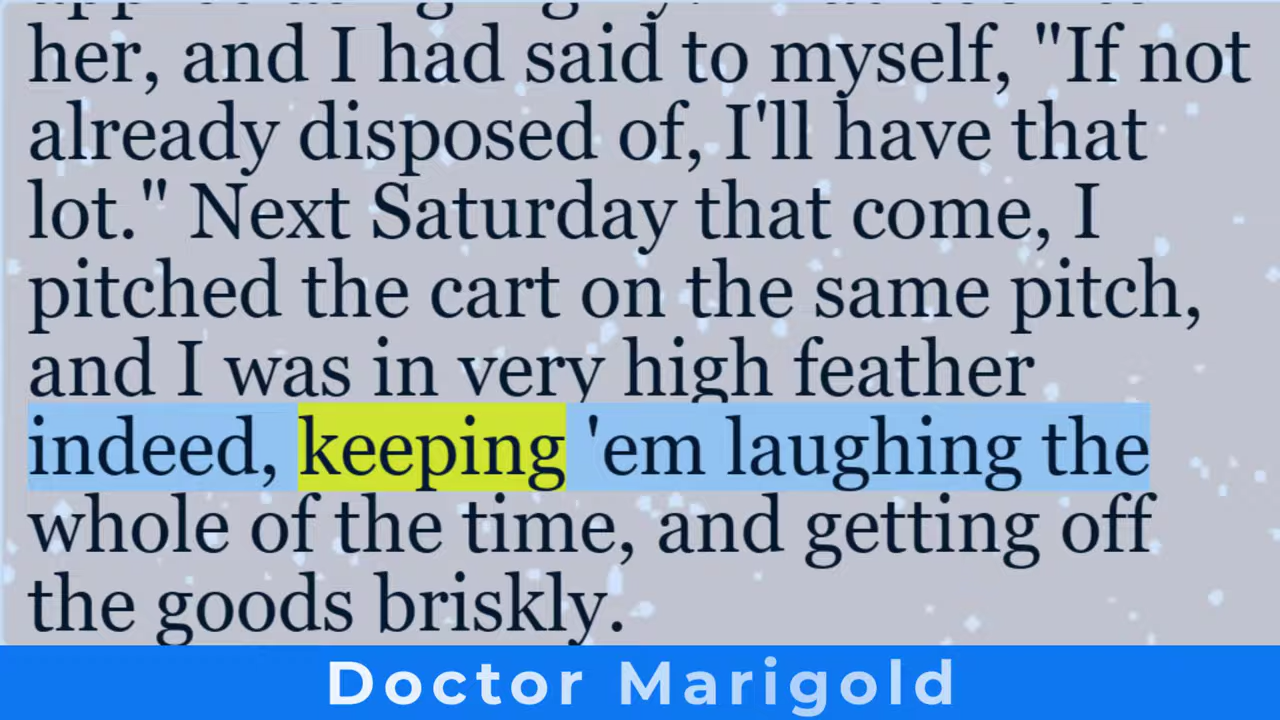 her, and I had said to myself, "If not
already disposed of, I'll have that
lot." Next Saturday that come, I
pitched the cart on the same pitch,
and I was in very high feather
indeed, keeping 'em laughing the
whole of the time, and getting off
the goods briskly.
Doctor Marigold